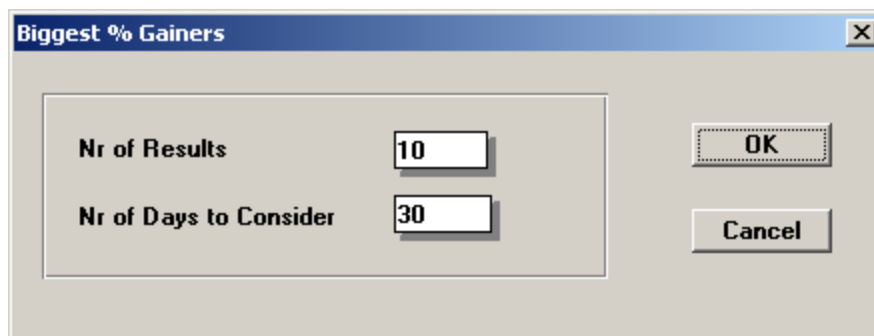 Biggest % Gainers
Nr of Results 10
OK
Nr of Days to Consider 30
Cancel